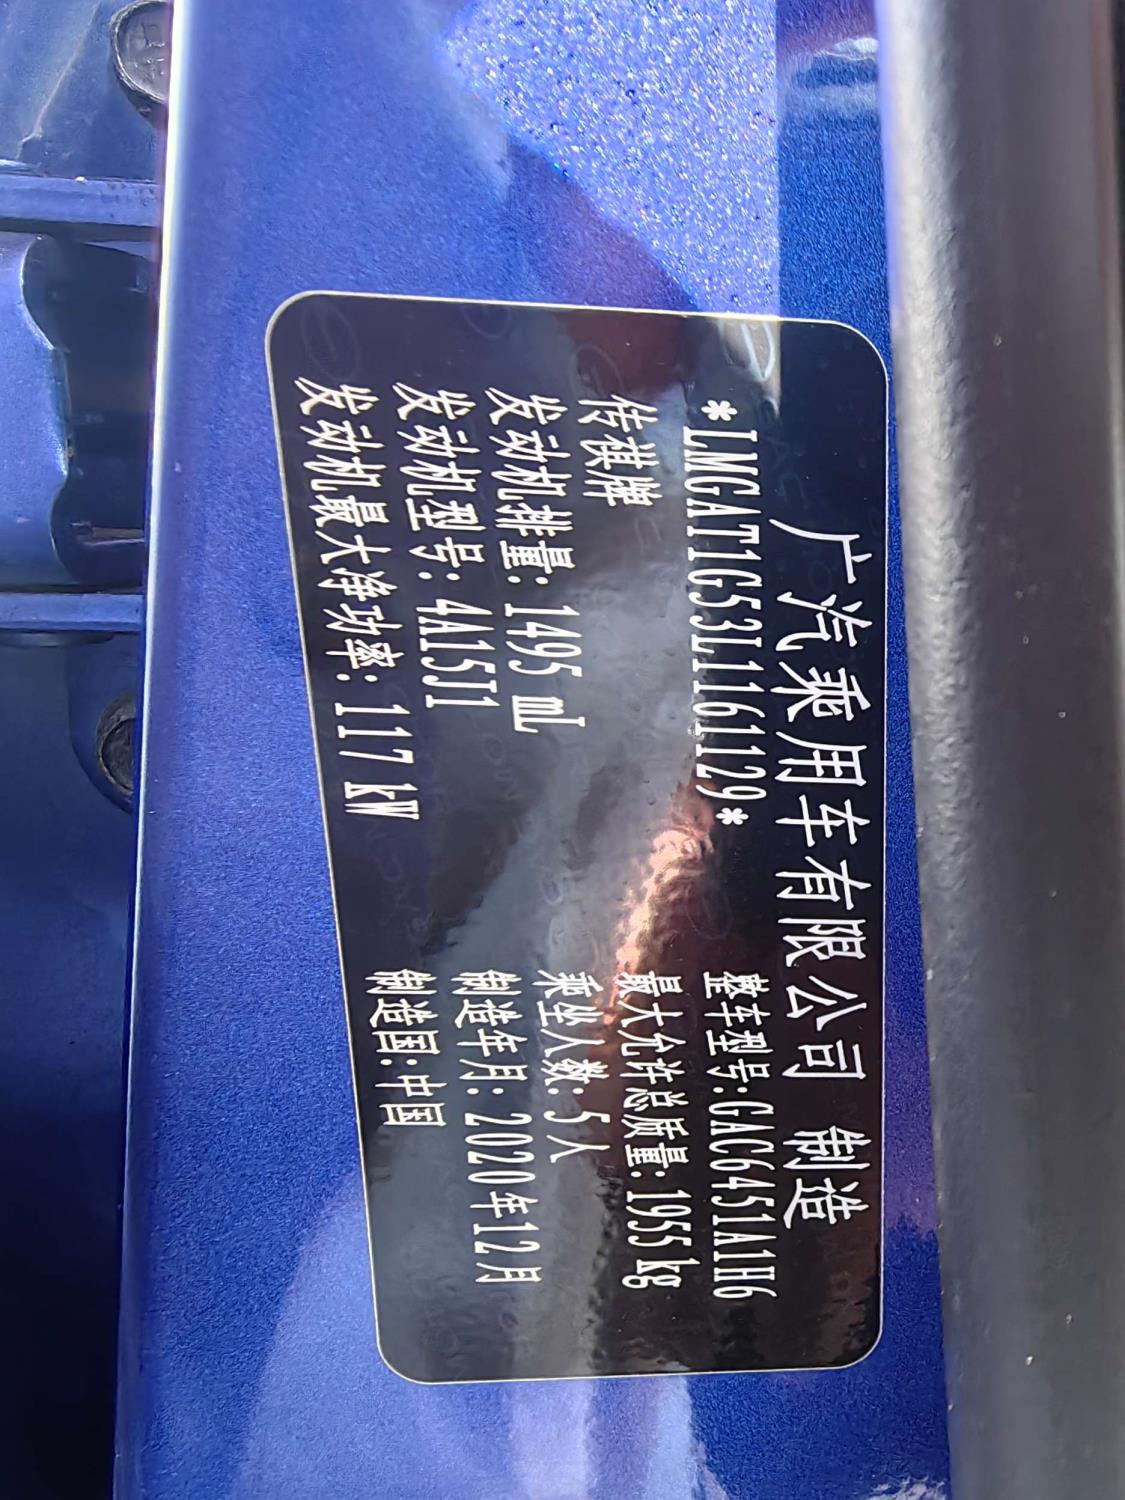 广汽乘用车有限公司 制造
*LMGAT1G53L1161129*
整车型号:GAC6451A1H6
传祺牌
最大允许总质量:1955 kg
发动机排量:1495 mL
乘坐人数:5人
发动机型号:4A15J1
制造年月:2020年12月
发动机最大净功率:117 kW
制造国:中国